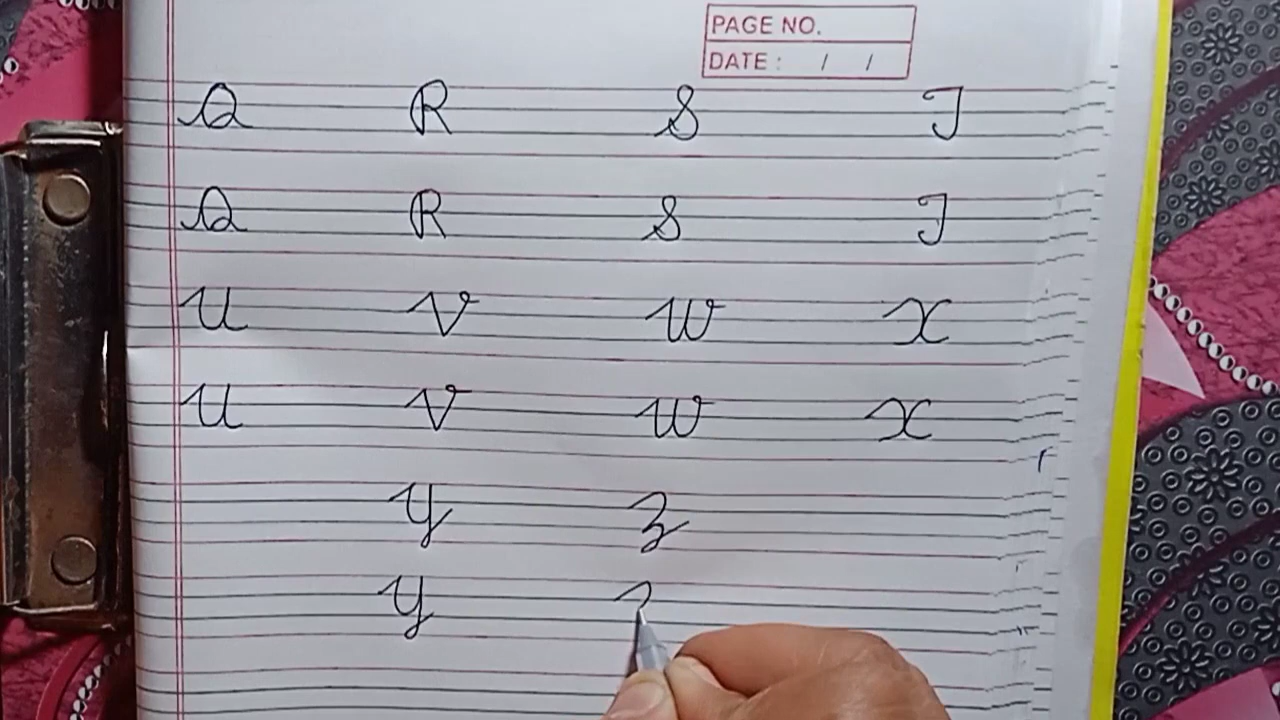 PAGE NO.
DATE : / /
Q R S T
Q R S T
U V W X
U V W X
Y Z
Y